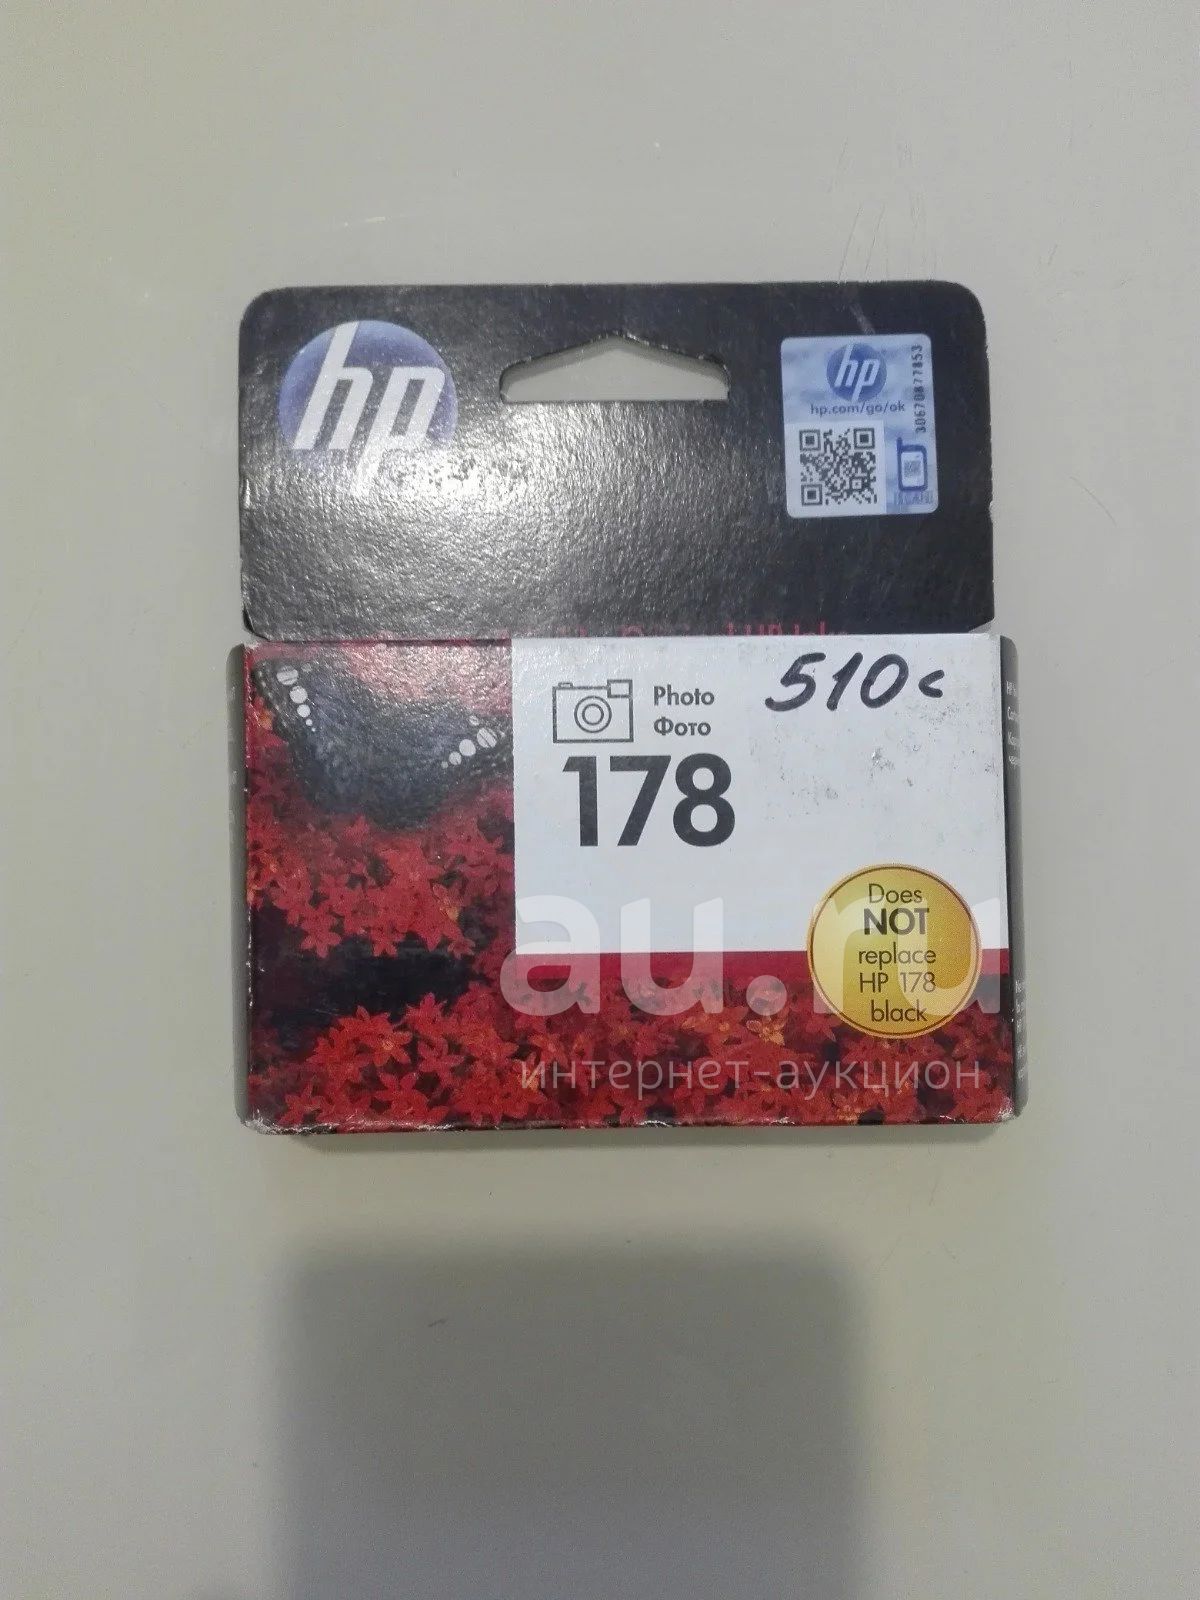 hp
hp
hp.com/go/ok
30670877853
Photo
Фото
510c
178
Does
NOT
replace
HP 178
black
au.ru
интернет-аукцион